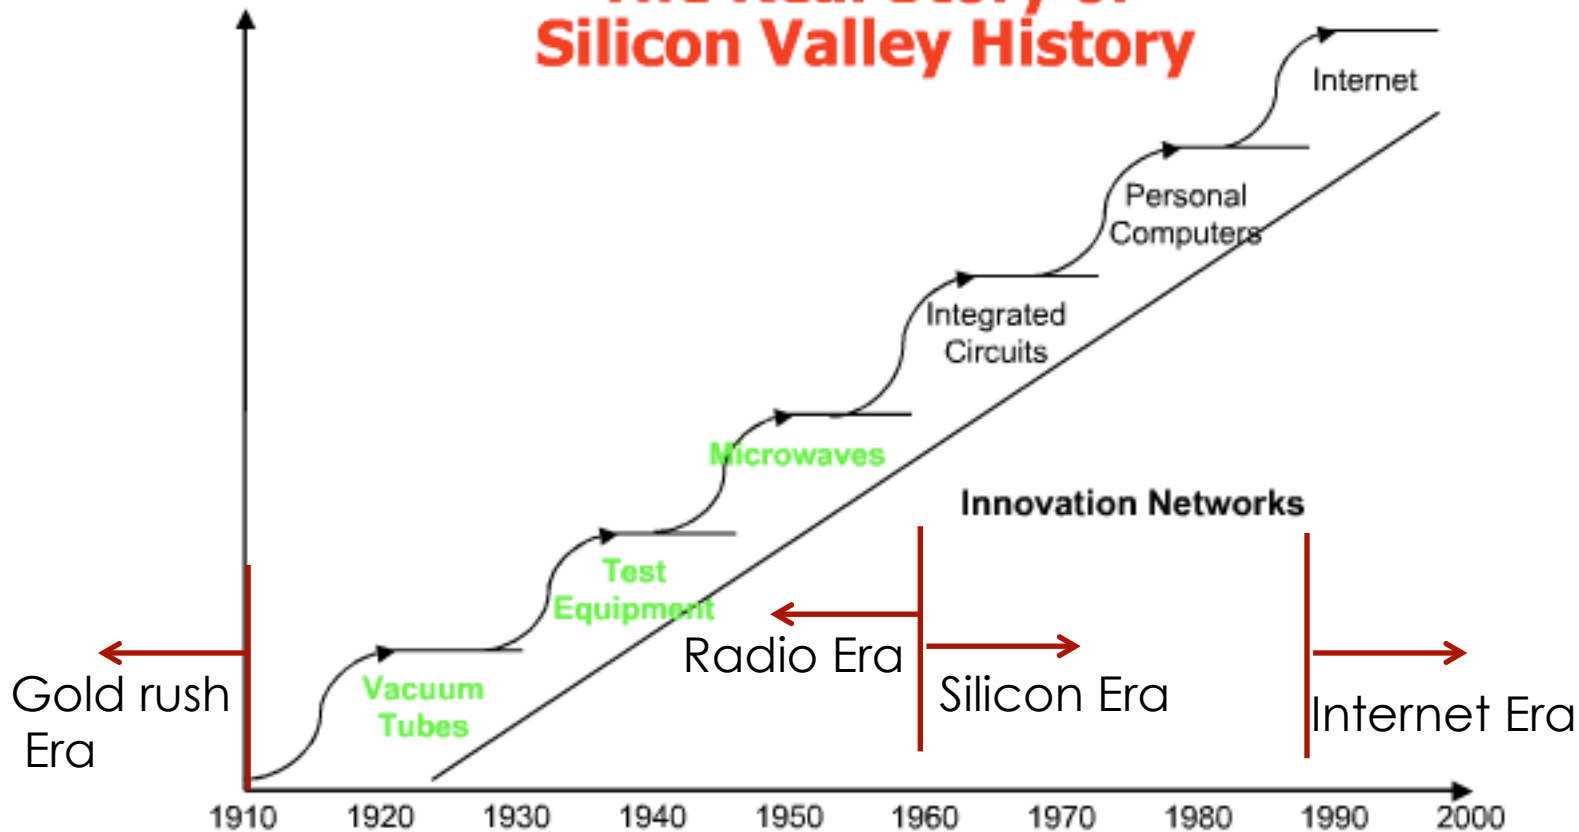 Silicon Valley History
Internet
Personal
Computers
Integrated
Circuits
Microwaves
Innovation Networks
Test
Equipment
Radio Era
Silicon Era
Internet Era
Vacuum
Tubes
Gold rush
Era
1910 1920 1930 1940 1950 1960 1970 1980 1990 2000